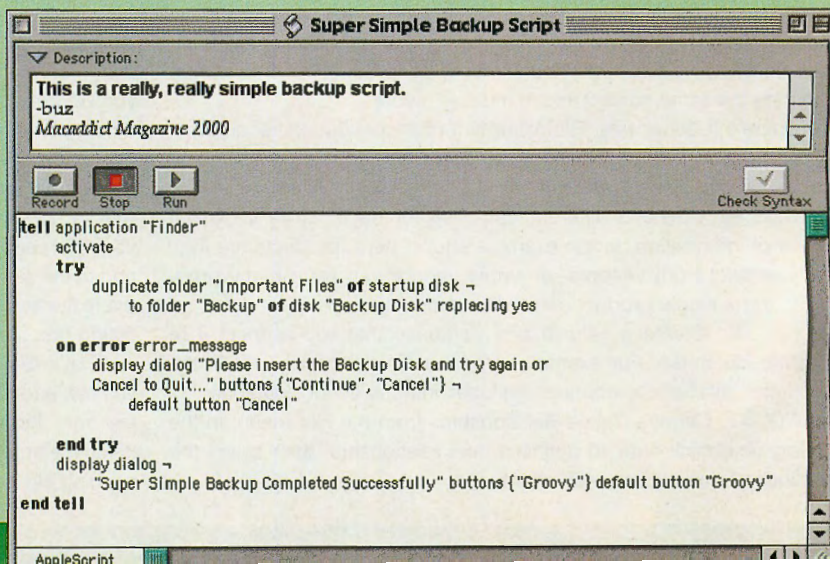 Super Simple Backup Script
Description:
This is a really, really simple backup script.
-buz
Macaddict Magazine 2000
Record Stop Run Check Syntax
tell application "Finder"
activate
try
duplicate folder "Important Files" of startup disk ¬
to folder "Backup" of disk "Backup Disk" replacing yes
on error error_message
display dialog "Please insert the Backup Disk and try again or
Cancel to Quit..." buttons {"Continue", "Cancel"} ¬
default button "Cancel"
end try
display dialog ¬
"Super Simple Backup Completed Successfully" buttons {"Groovy"} default button "Groovy"
end tell
AppleScript